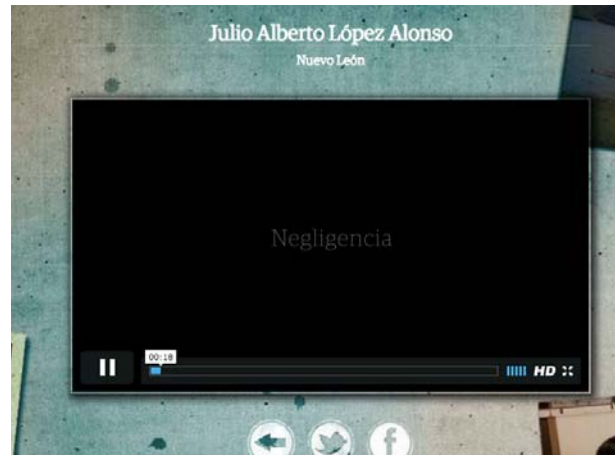 Julio Alberto López Alonso
Nuevo León
Negligencia
00:18
HD
f